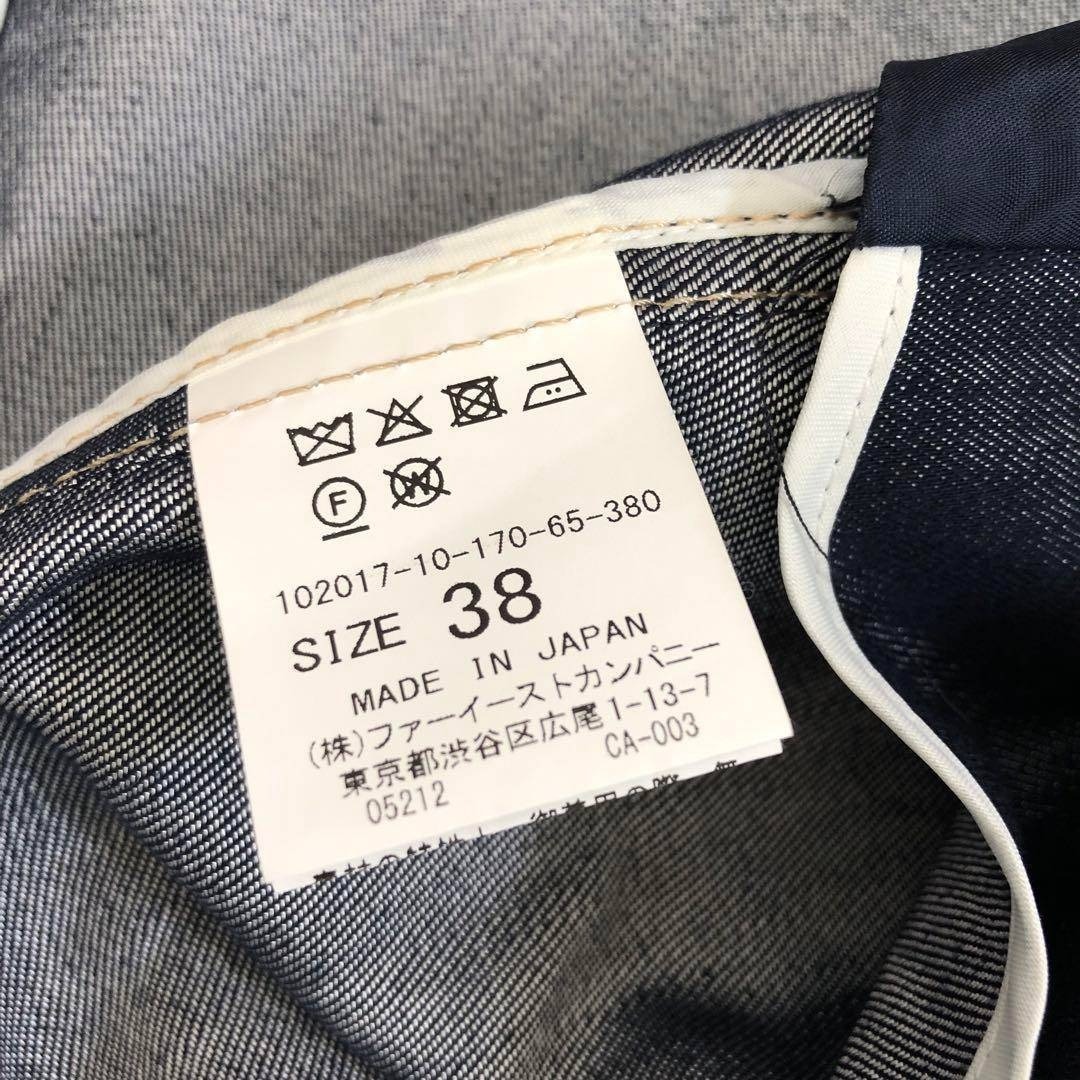 F W
102017-10-170-65-380
SIZE 38
MADE IN JAPAN
(株)ファーイーストカンパニー
東京都渋谷区広尾1-13-7
05212 CA-003